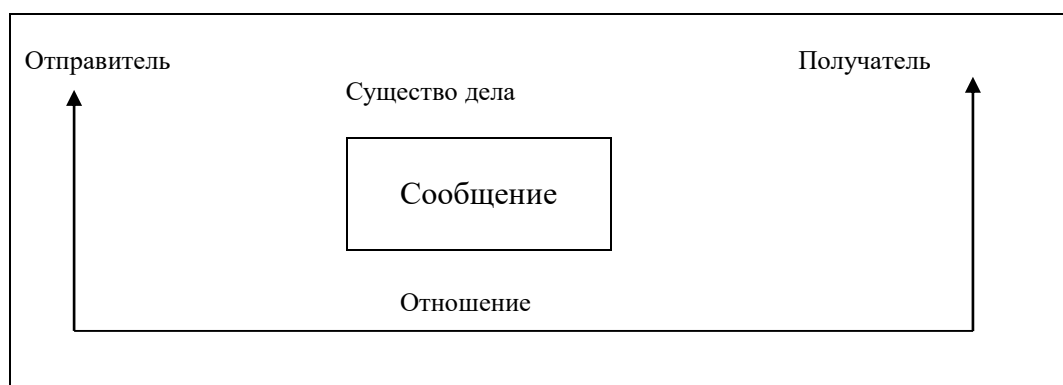 Отправитель
Получатель
Существо дела
Сообщение
Отношение